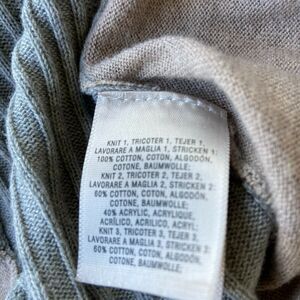 KNIT 1, TRICOTER 1, TEJER 1,
LAVORARE A MAGLIA 1, STRICKEN 1:
100% COTTON, COTON, ALGODÓN,
COTONE, BAUMWOLLE;
KNIT 2, TRICOTER 2, TEJER 2,
LAVORARE A MAGLIA 2, STRICKEN 2:
60% COTTON, COTON, ALGODÓN,
COTONE, BAUMWOLLE;
40% ACRYLIC, ACRYLIQUE,
ACRÍLICO, ACRILICO, ACRYL.
KNIT 3, TRICOTER 3, TEJER 3,
LAVORARE A MAGLIA 3, STRICKEN 3:
60% COTTON, COTON, ALGODÓN,
COTONE, BAUMWOLLE;